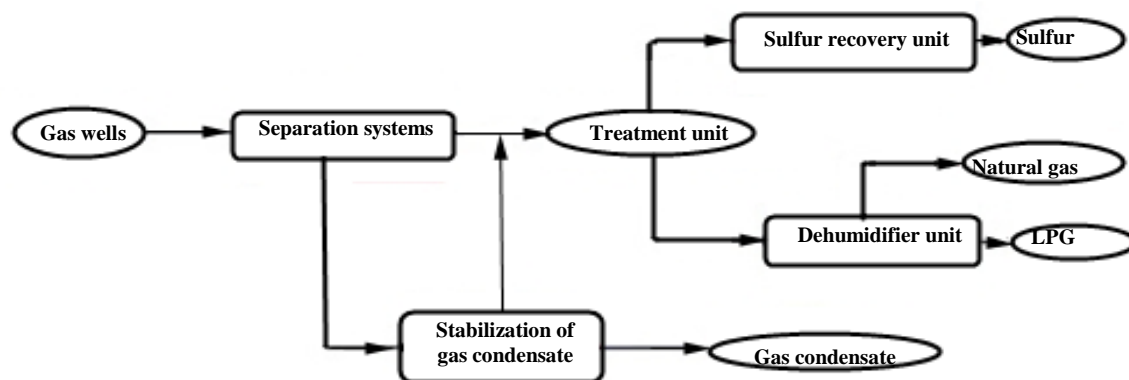 Sulfur recovery unit
Sulfur
Gas wells
Separation systems
Treatment unit
Natural gas
Dehumidifier unit
LPG
Stabilization of
gas condensate
Gas condensate